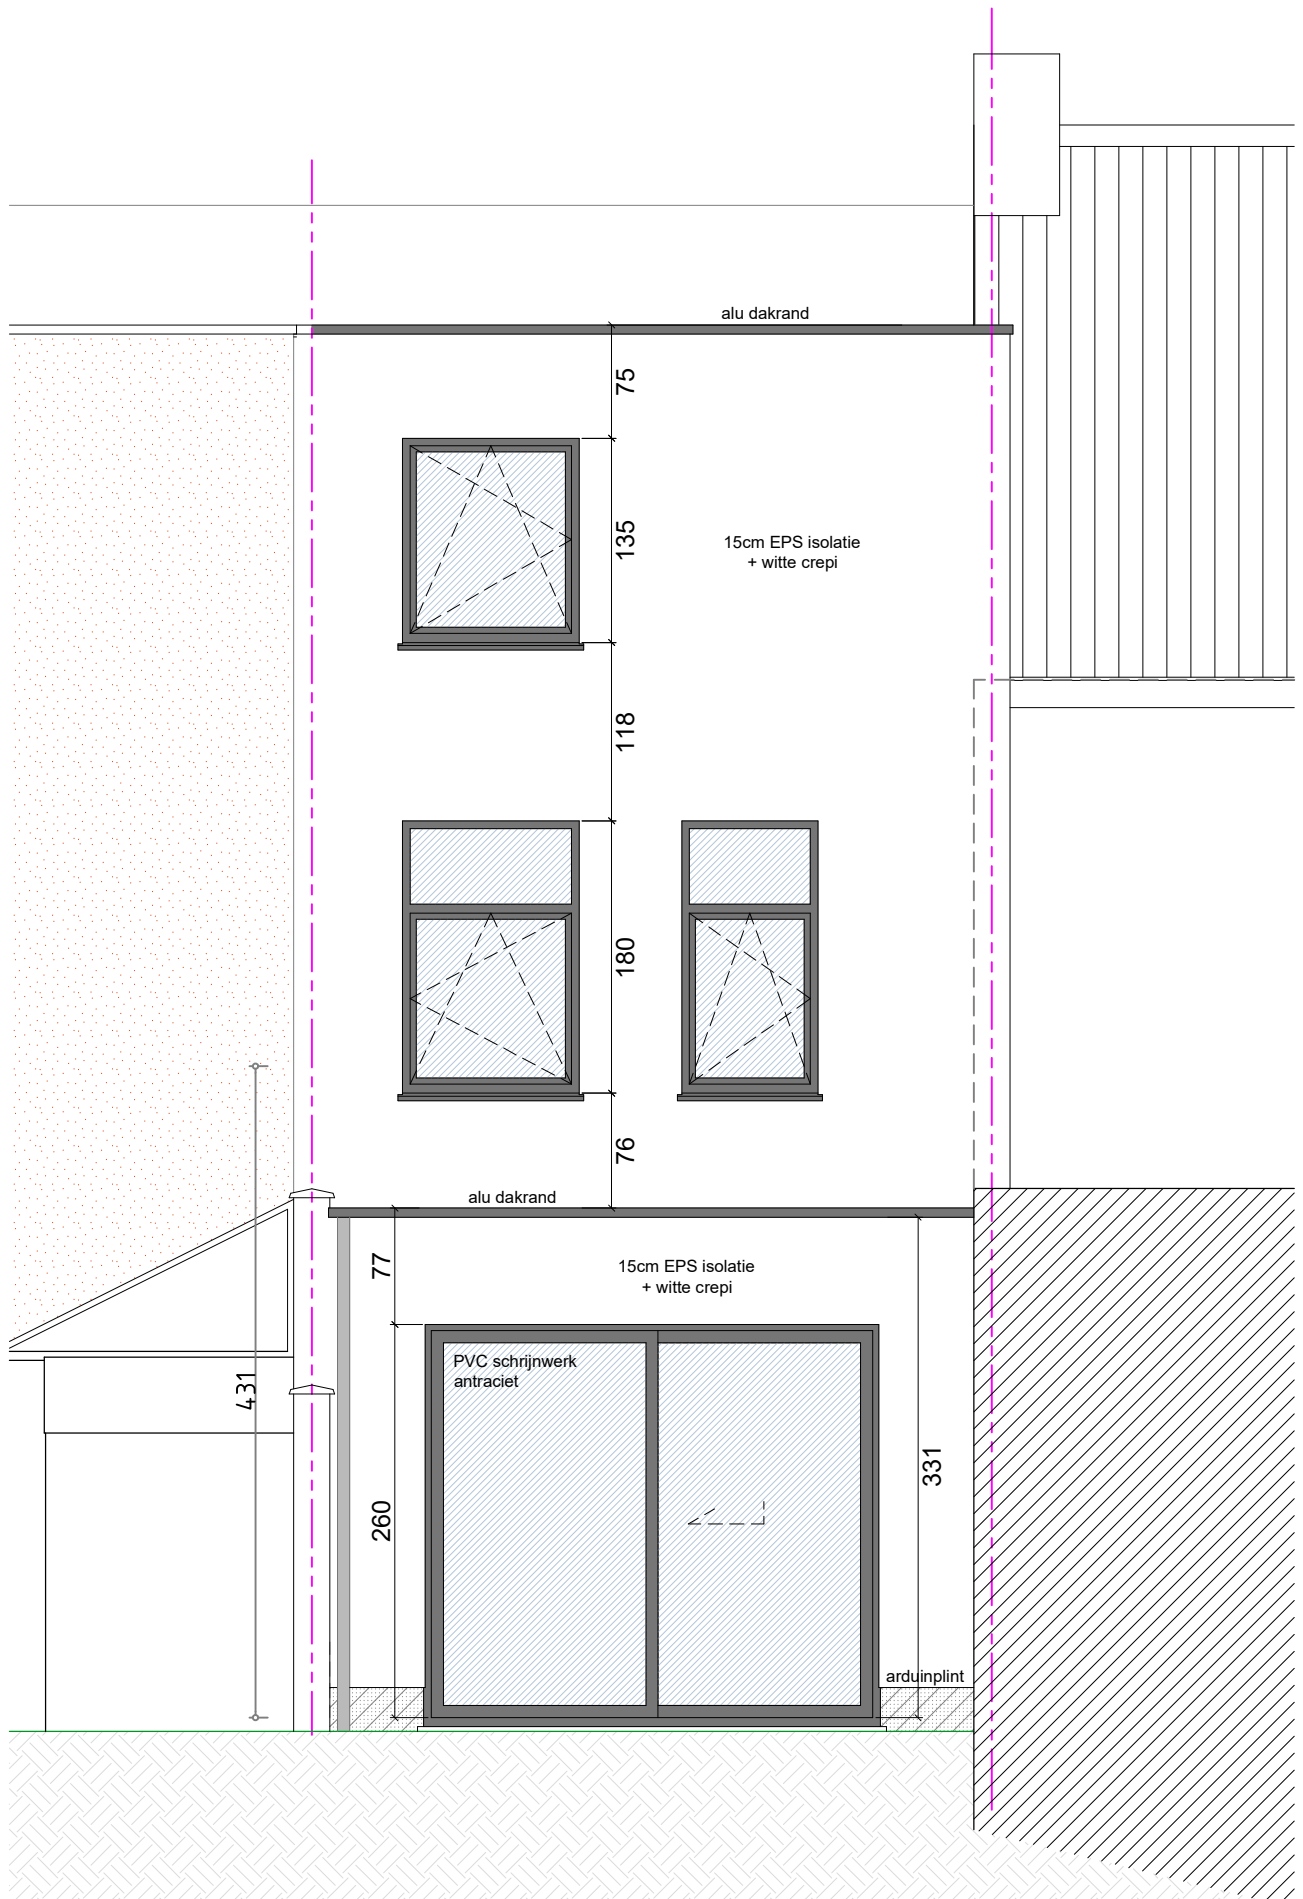 alu dakrand
75
135
15cm EPS isolatie
+ witte crepi
118
180
76
alu dakrand
77
15cm EPS isolatie
+ witte crepi
PVC schrijnwerk
antraciet
431
331
260
arduinplint